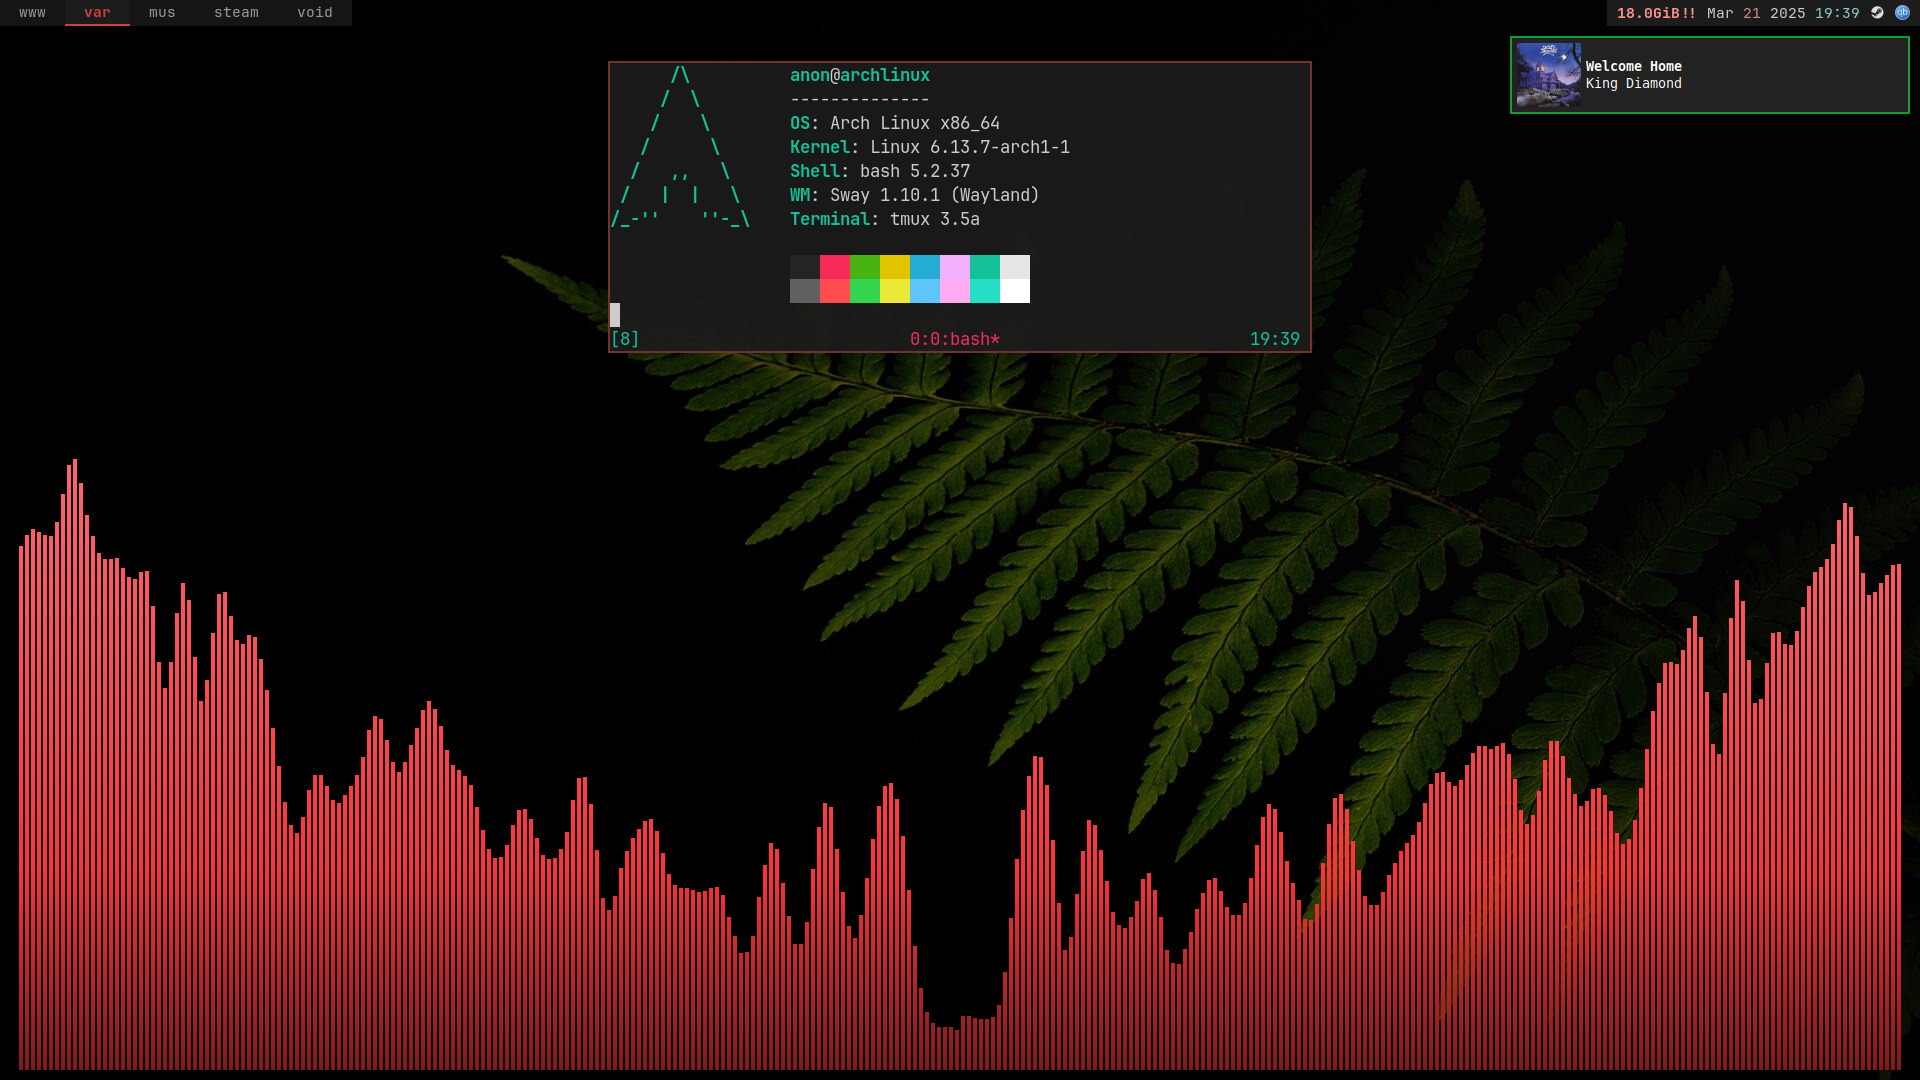 www var mus steam void
18.0GiB!! Mar 21 2025 19:39
Welcome Home
King Diamond
anon@archlinux
--------------
OS: Arch Linux x86_64
Kernel: Linux 6.13.7-arch1-1
Shell: bash 5.2.37
WM: Sway 1.10.1 (Wayland)
Terminal: tmux 3.5a
[8] 0:0:bash* 19:39